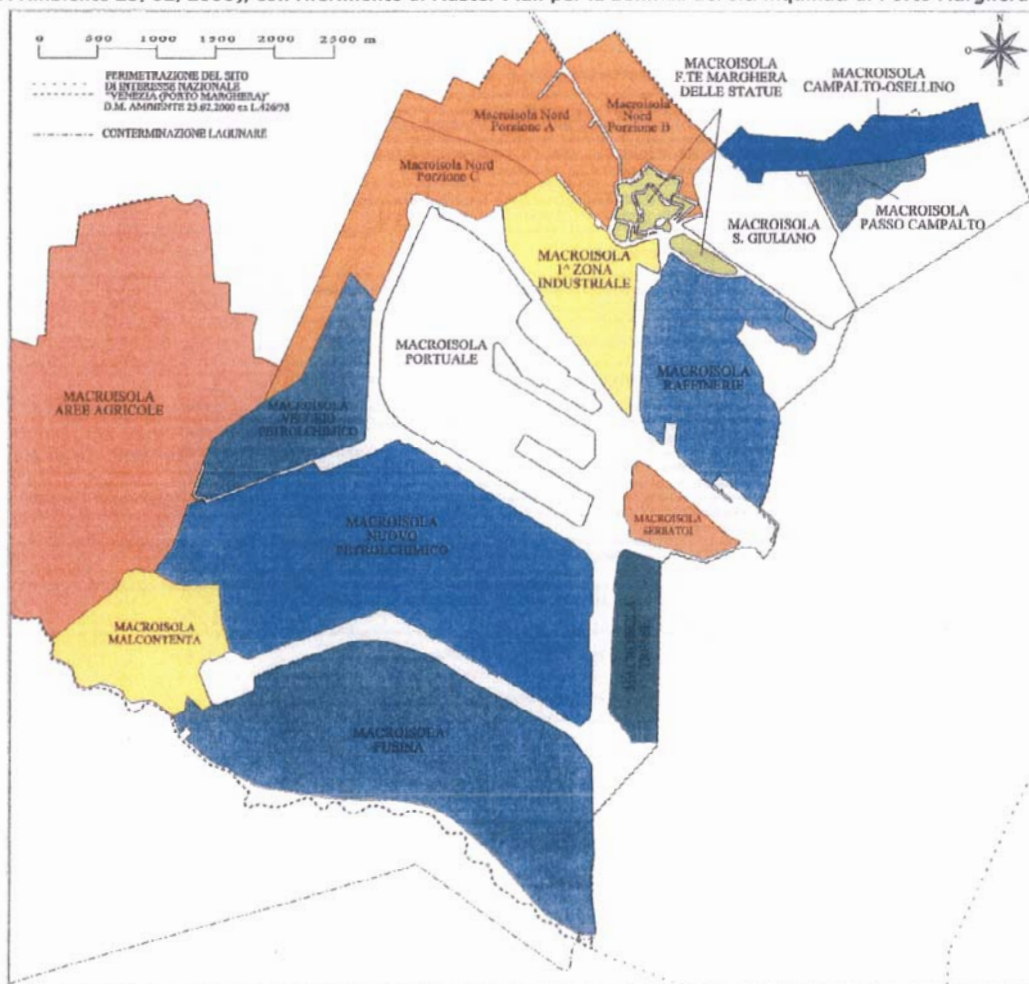 0 500 1000 1500 2000 2500 m
PERIMETRAZIONE DEL SITO
DI INTERESSE NAZIONALE
"VENEZIA (PORTO MARGHERA)"
D.M. AMBIENTE 23.02.2000 ex L.426/98
CONTERMINAZIONE LAGUNARE
N
O
E
S
MACROISOLA
F.TE MARGHERA
DELLE STATUE
MACROISOLA
CAMPALTO-OSELLINO
Macroisola Nord
Porzione A
Macroisola
Nord
Porzione B
Macroisola Nord
Porzione C
MACROISOLA
S. GIULIANO
MACROISOLA
PASSO CAMPALTO
MACROISOLA
1^ ZONA
INDUSTRIALE
MACROISOLA
PORTUALE
MACROISOLA
RAFFINERIE
MACROISOLA
AREE AGRICOLE
MACROISOLA
VECCHIO
PETROLCHIMICO
MACROISOLA
SERBATOI
MACROISOLA
NUOVO
PETROLCHIMICO
MACROISOLA
MALCONTENTA
MACROISOLA
MACROISOLA
FUSINA